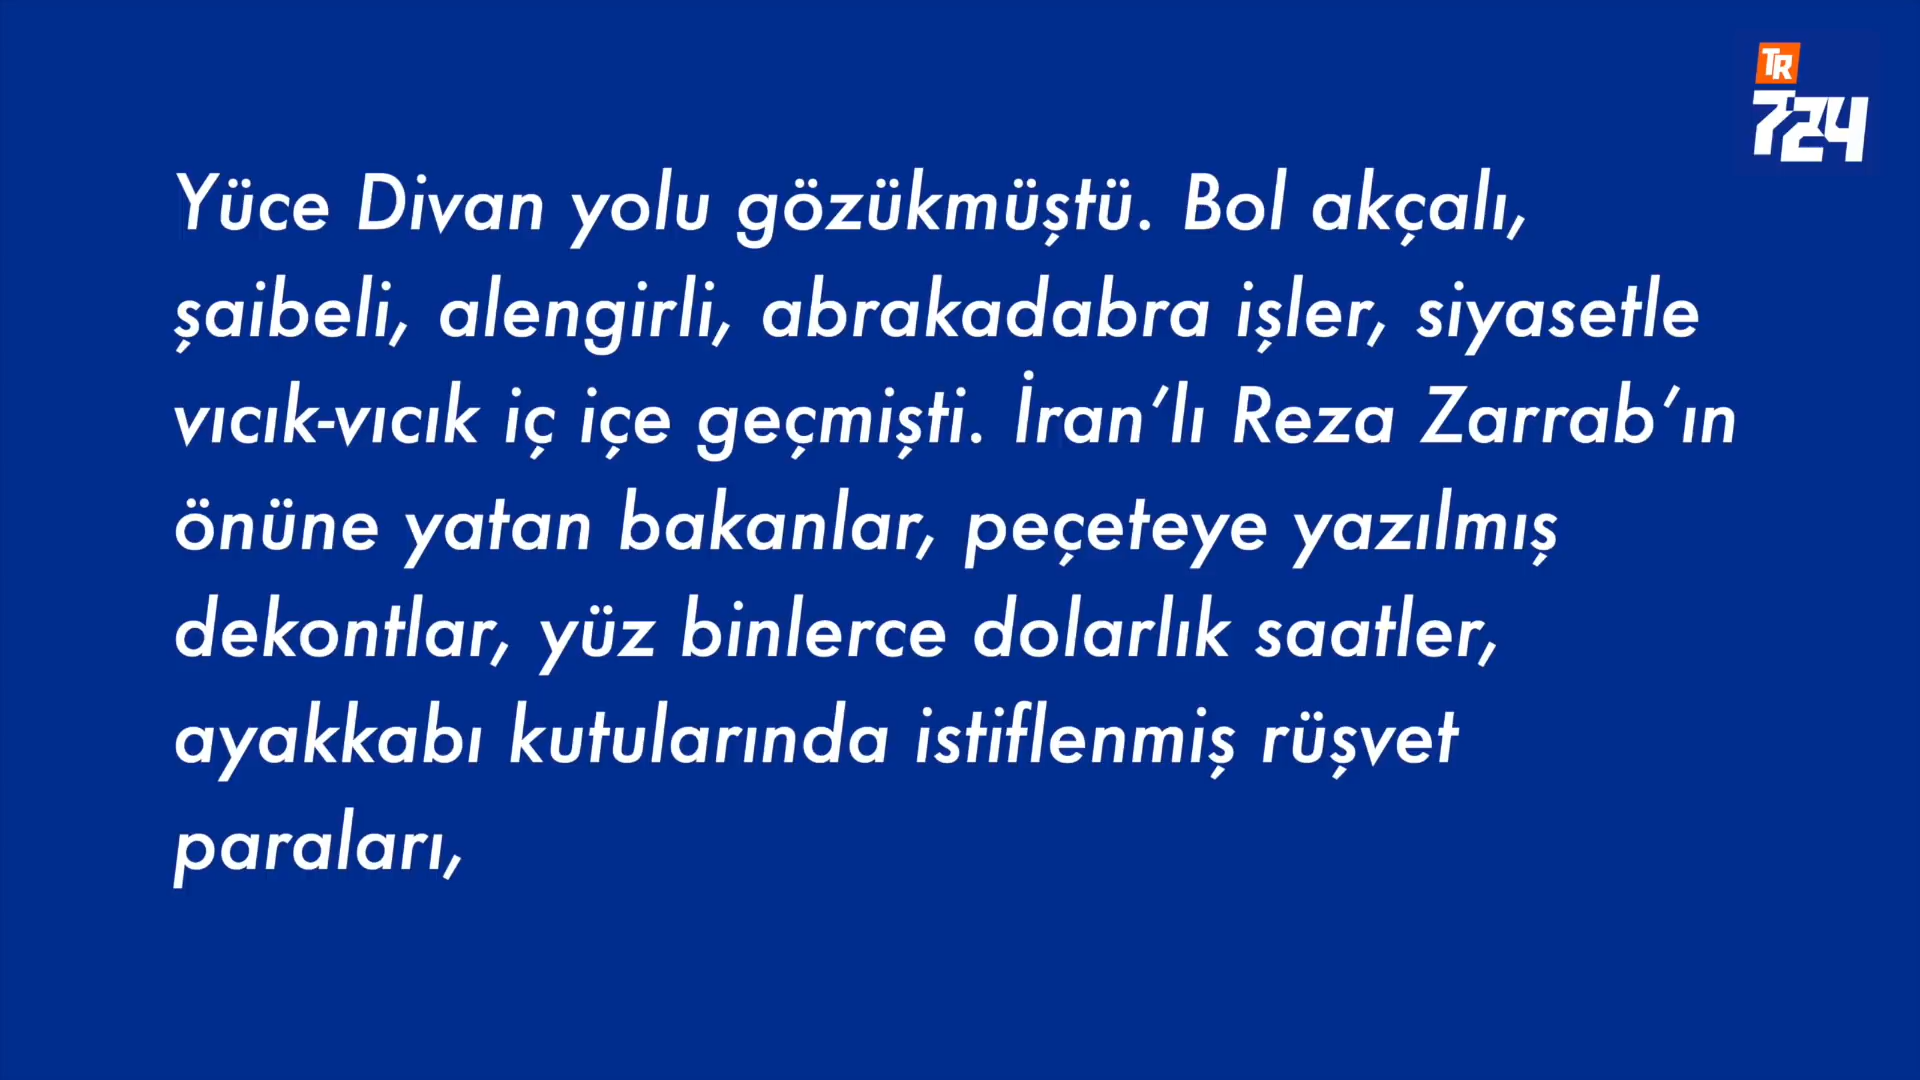 TR
724
Yüce Divan yolu gözükmüştü. Bol akçalı,
şaibeli, alengirli, abrakadabra işler, siyasetle
vıcık-vıcık iç içe geçmişti. İran’lı Reza Zarrab’ın
önüne yatan bakanlar, peçeteye yazılmış
dekontlar, yüz binlerce dolarlık saatler,
ayakkabı kutularında istiflenmiş rüşvet
paraları,